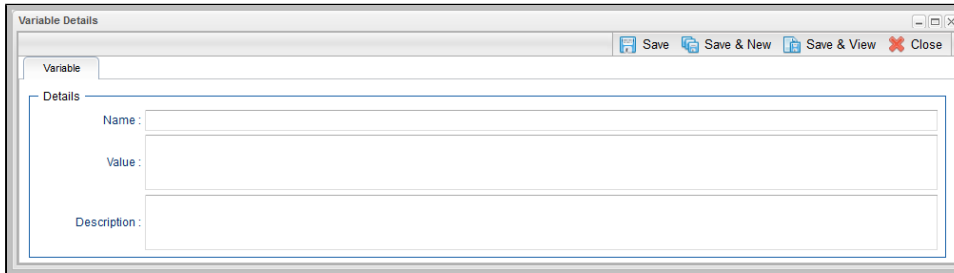 Variable Details
Save Save & New Save & View Close
Variable
Details
Name :
Value :
Description :